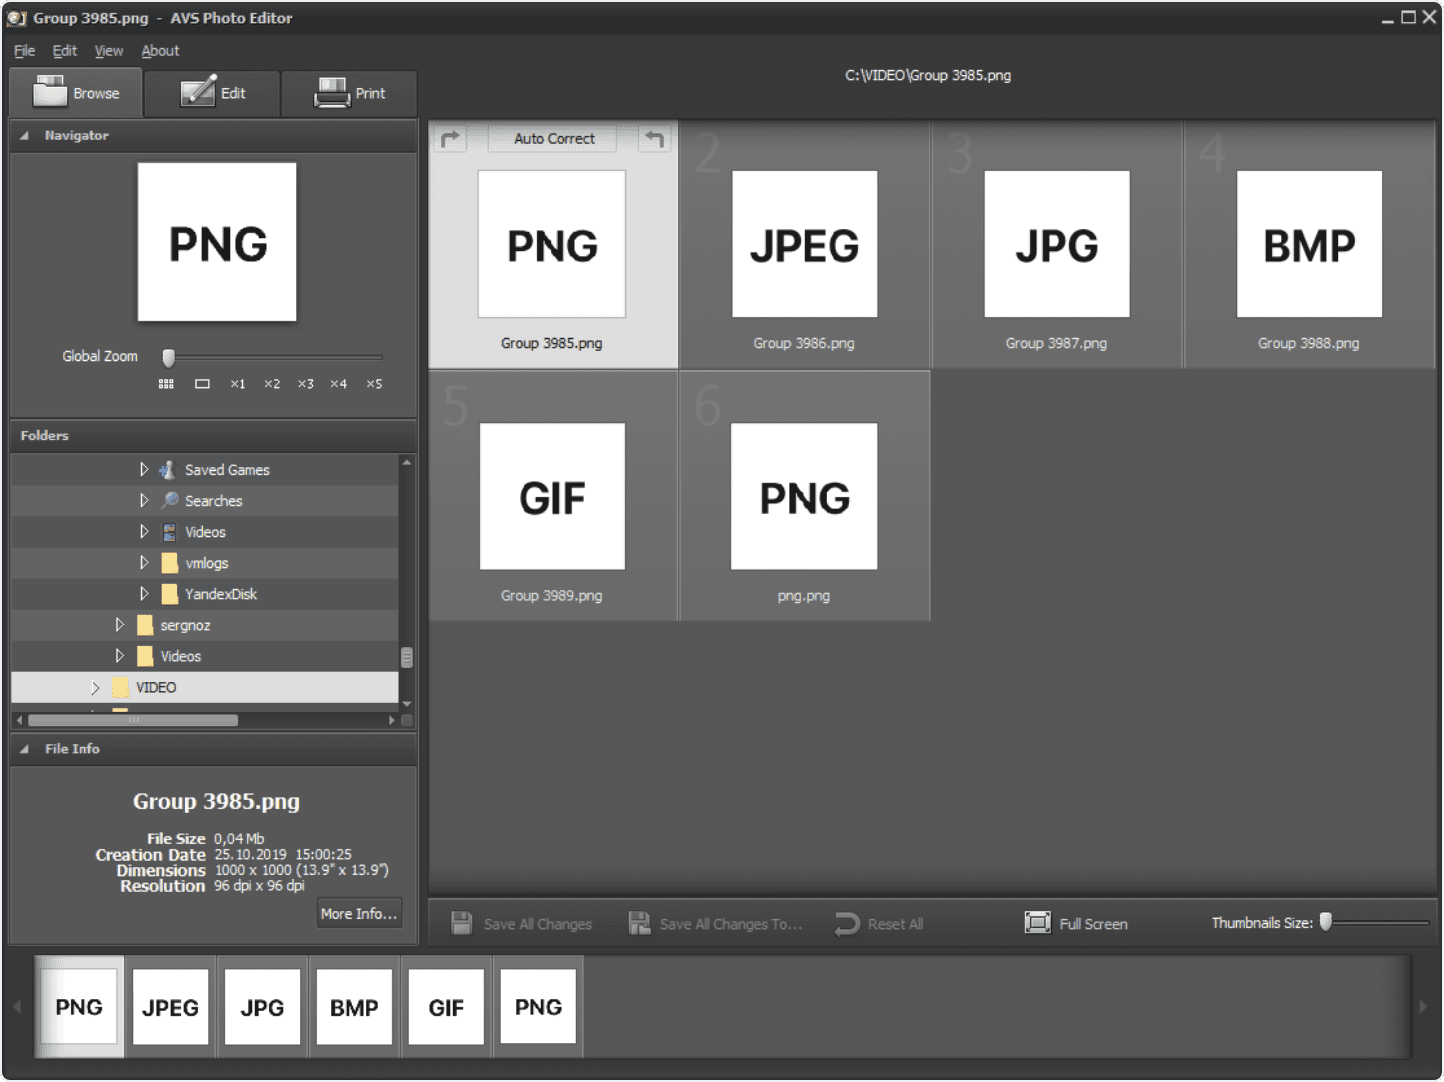 Group 3985.png - AVS Photo Editor
File Edit View About
Browse Edit Print
C:\VIDEO\Group 3985.png
Navigator
PNG
Global Zoom
×1 ×2 ×3 ×4 ×5
Folders
Saved Games
Searches
Videos
vmlogs
YandexDisk
sergnoz
Videos
VIDEO
File Info
Group 3985.png
File Size 0,04 Mb
Creation Date 25.10.2019 15:00:25
Dimensions 1000 x 1000 (13.9" x 13.9")
Resolution 96 dpi x 96 dpi
More Info...
Auto Correct
2 3 4
PNG JPEG JPG BMP
Group 3985.png Group 3986.png Group 3987.png Group 3988.png
5 6
GIF PNG
Group 3989.png png.png
Save All Changes Save All Changes To... Reset All Full Screen Thumbnails Size:
PNG JPEG JPG BMP GIF PNG